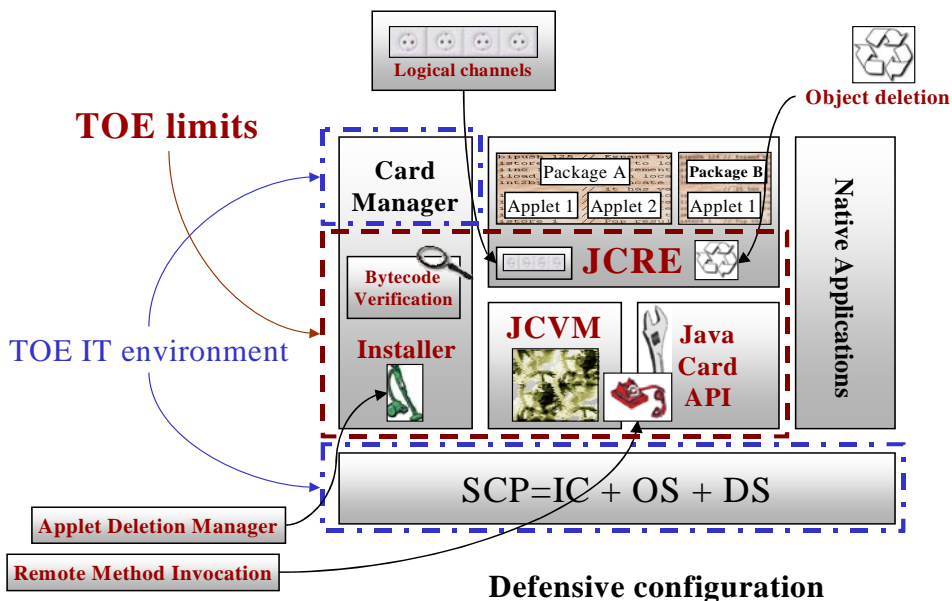 Logical channels
Object deletion
TOE limits
Card
Manager
Package A
Applet 1
Applet 2
Package B
Applet 1
Native Applications
JCRE
Bytecode
Verification
Installer
TOE IT environment
JCVM
Java
Card
API
SCP=IC + OS + DS
Applet Deletion Manager
Remote Method Invocation
Defensive configuration